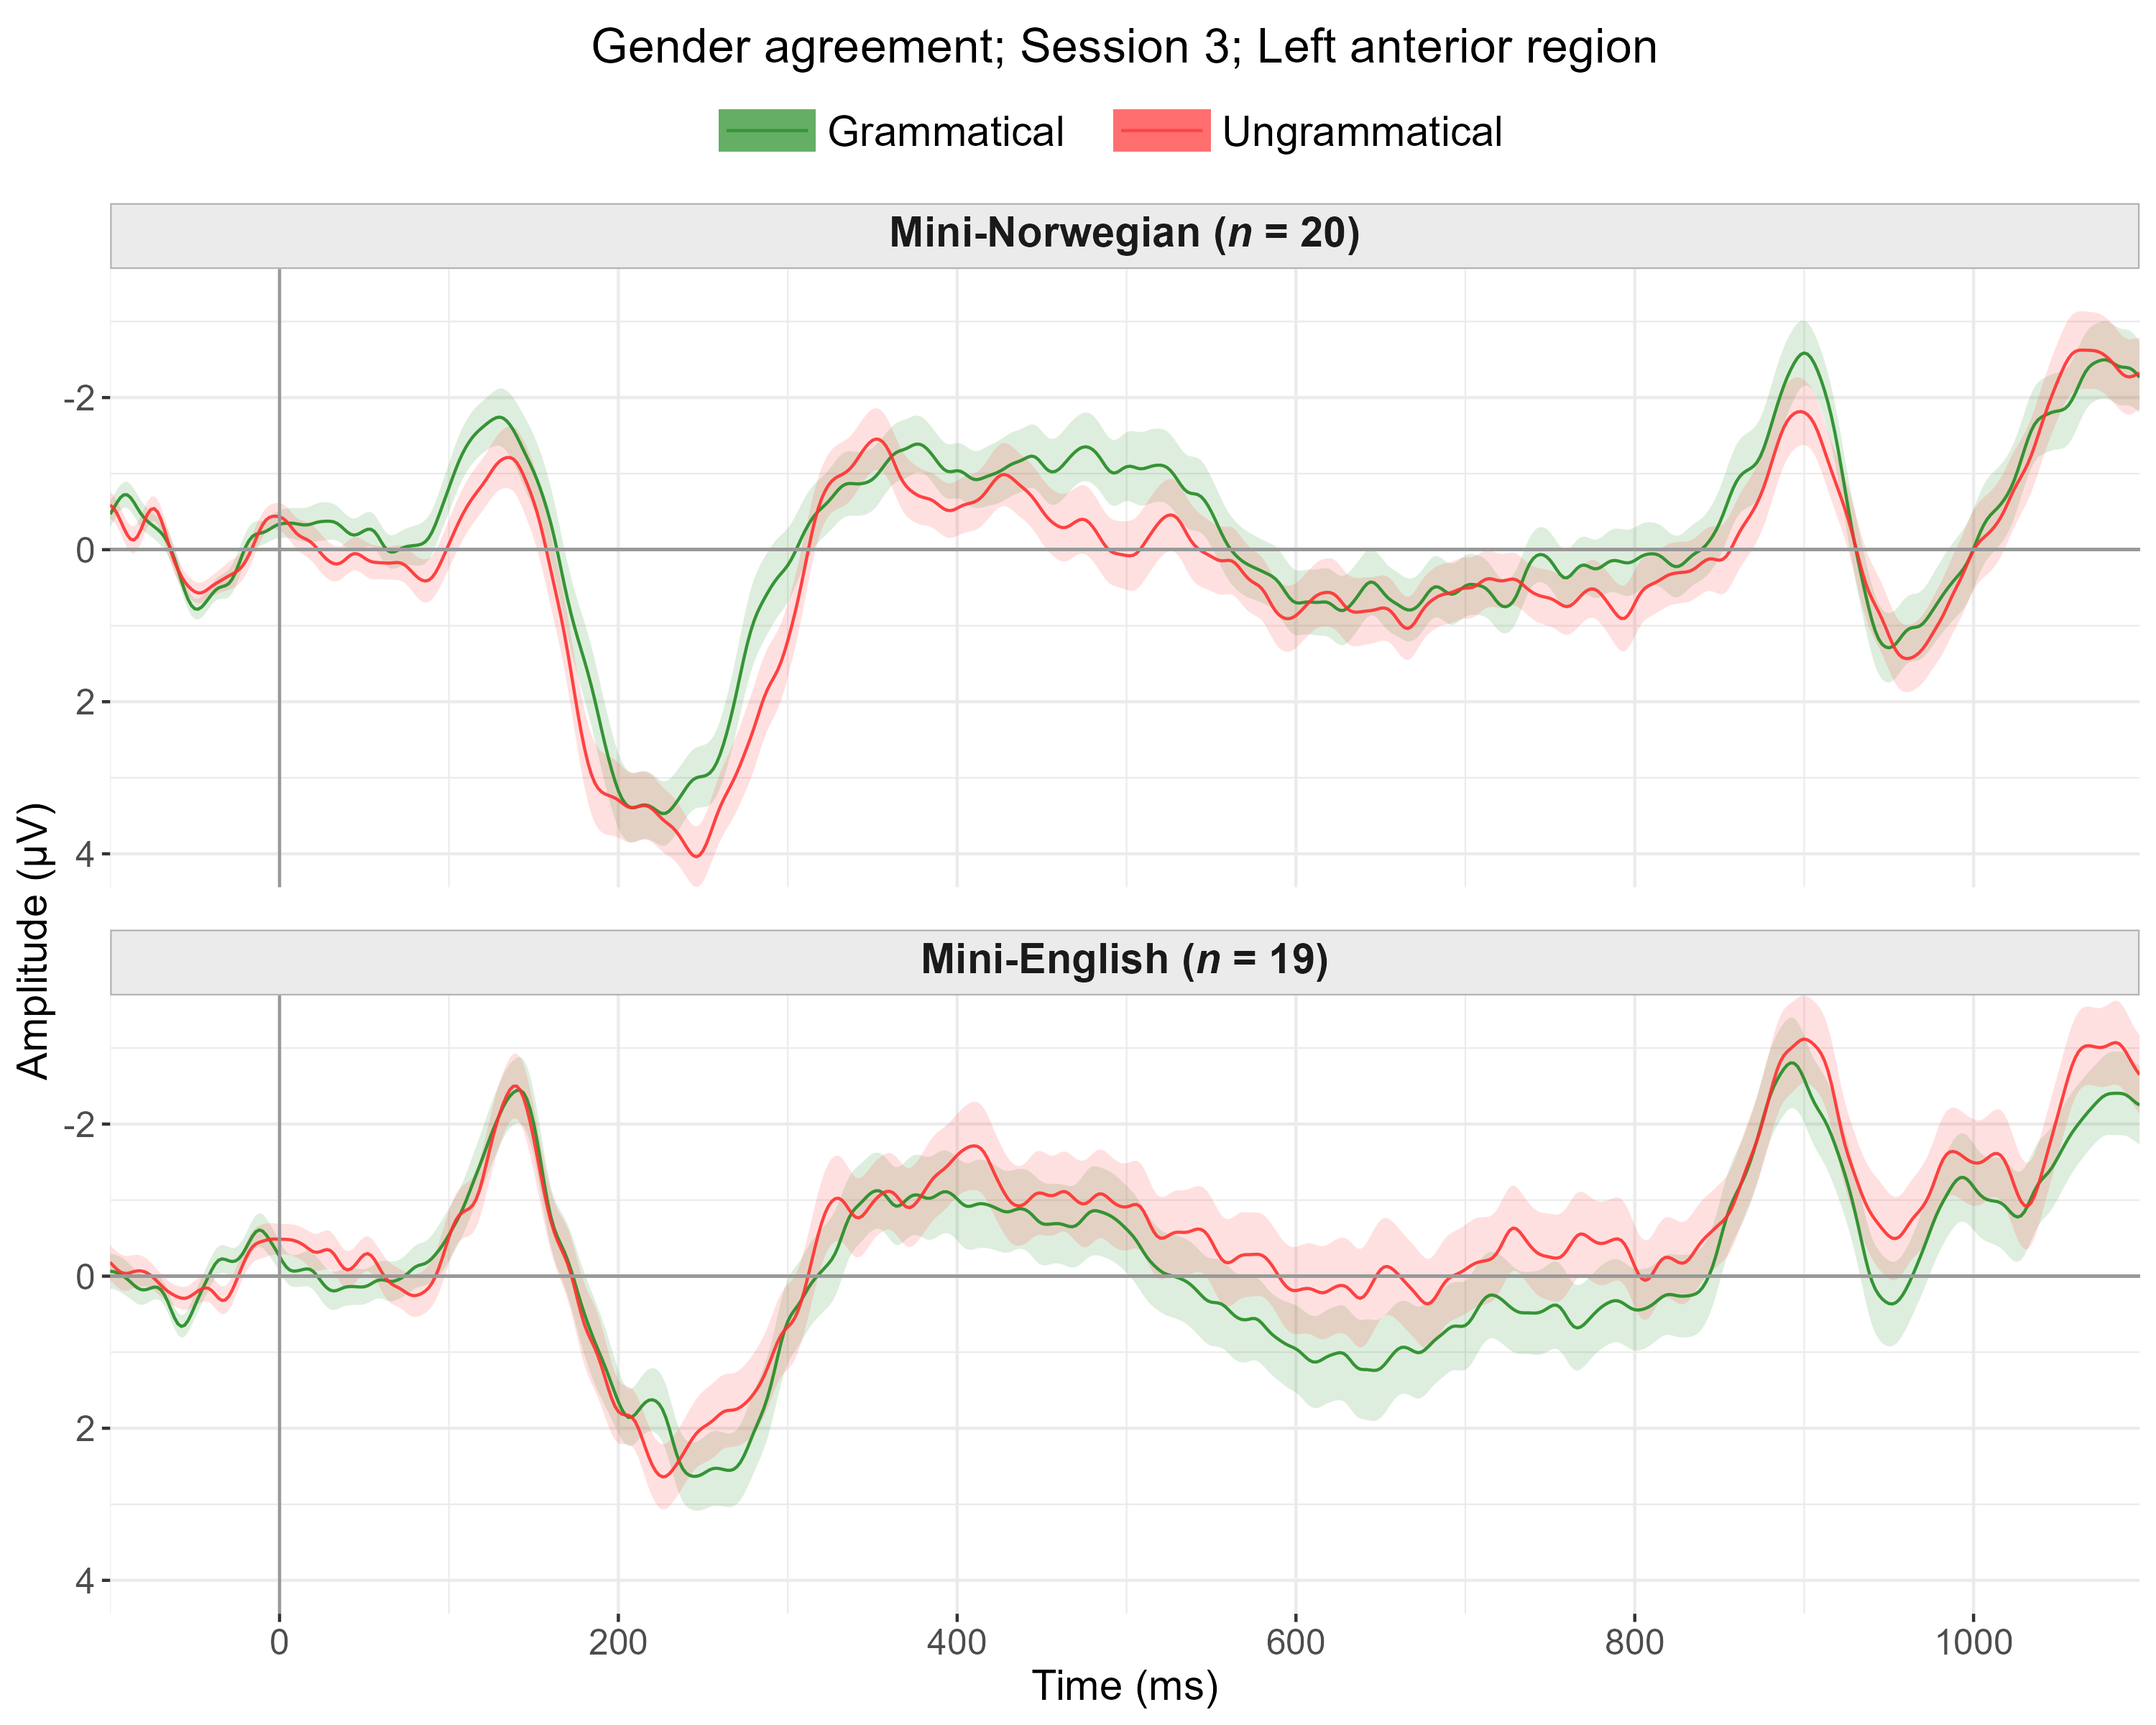 Gender agreement; Session 3; Left anterior region
Grammatical Ungrammatical
Mini-Norwegian (n = 20)
-2
0
2
4
Mini-English (n = 19)
-2
0
2
4
Amplitude (µV)
0 200 400 600 800 1000
Time (ms)